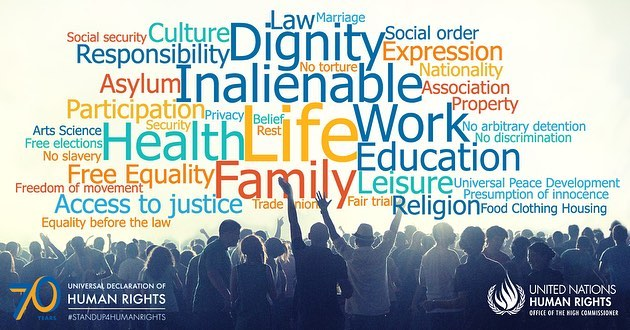 Law
Marriage
Social security
Culture
Dignity
Social order
Responsibility
Expression
No torture
Nationality
Asylum
Inalienable
Association
Property
Participation
Privacy
Belief
Work
Arts Science
Security
Rest
No arbitrary detention
Free elections
Health
Life
No discrimination
No slavery
Education
Free Equality
Family
Leisure
Universal Peace Development
Freedom of movement
Presumption of innocence
Access to justice
Trade Union
Fair trial
Religion
Food Clothing Housing
Equality before the law
70
YEARS
UNIVERSAL DECLARATION OF
HUMAN RIGHTS
#STANDUP4HUMANRIGHTS
UNITED NATIONS
HUMAN RIGHTS
OFFICE OF THE HIGH COMMISSIONER